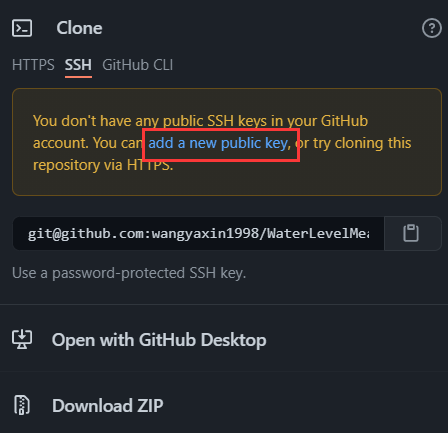 Clone
HTTPS SSH GitHub CLI
You don't have any public SSH keys in your GitHub
account. You can add a new public key, or try cloning this
repository via HTTPS.
git@github.com:wangyaxin1998/WaterLevelMea
Use a password-protected SSH key.
Open with GitHub Desktop
Download ZIP